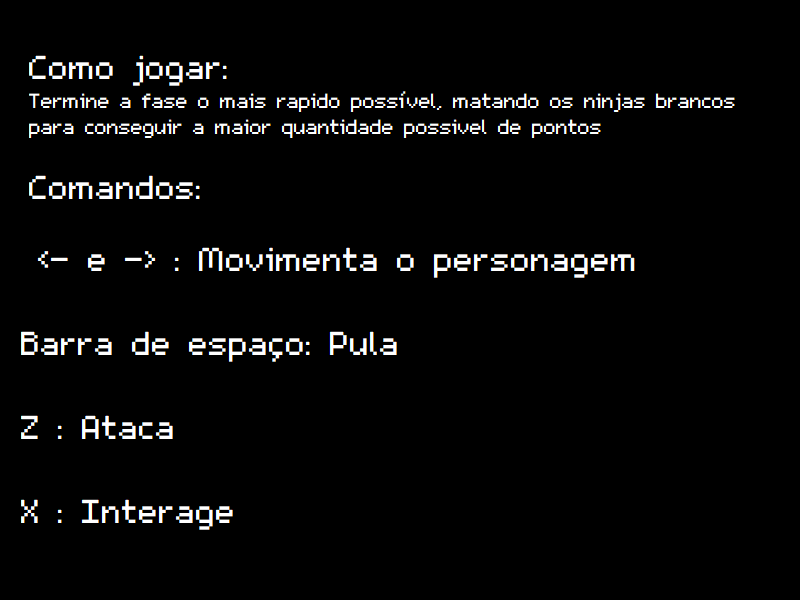 Como jogar:
Termine a fase o mais rapido possível, matando os ninjas brancos
para conseguir a maior quantidade possivel de pontos
Comandos:
<- e -> : Movimenta o personagem
Barra de espaço: Pula
Z : Ataca
X : Interage